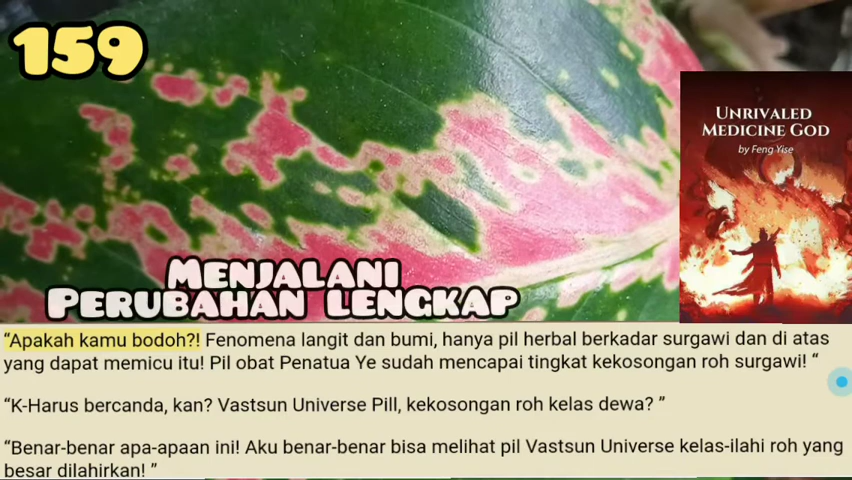 159
UNRIVALED
MEDICINE GOD
by Feng Yise
MENJALANI
PERUBAHAN LENGKAP
“Apakah kamu bodoh?! Fenomena langit dan bumi, hanya pil herbal berkadar surgawi dan di atas
yang dapat memicu itu! Pil obat Penatua Ye sudah mencapai tingkat kekosongan roh surgawi! “
“K-Harus bercanda, kan? Vastsun Universe Pill, kekosongan roh kelas dewa? ”
“Benar-benar apa-apaan ini! Aku benar-benar bisa melihat pil Vastsun Universe kelas-ilahi roh yang
besar dilahirkan! ”